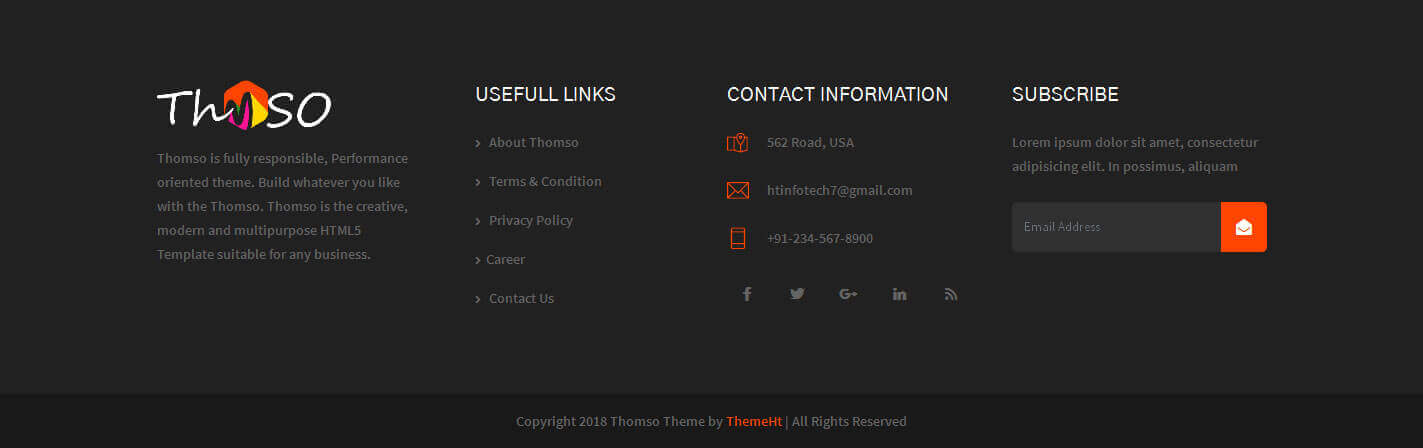 Thomso
Thomso is fully responsible, Performance
oriented theme. Build whatever you like
with the Thomso. Thomso is the creative,
modern and multipurpose HTML5
Template suitable for any business.
USEFULL LINKS
About Thomso
Terms & Condition
Privacy Policy
Career
Contact Us
CONTACT INFORMATION
562 Road, USA
htinfotech7@gmail.com
+91-234-567-8900
SUBSCRIBE
Lorem ipsum dolor sit amet, consectetur
adipisicing elit. In possimus, aliquam
Email Address
Copyright 2018 Thomso Theme by ThemeHt | All Rights Reserved